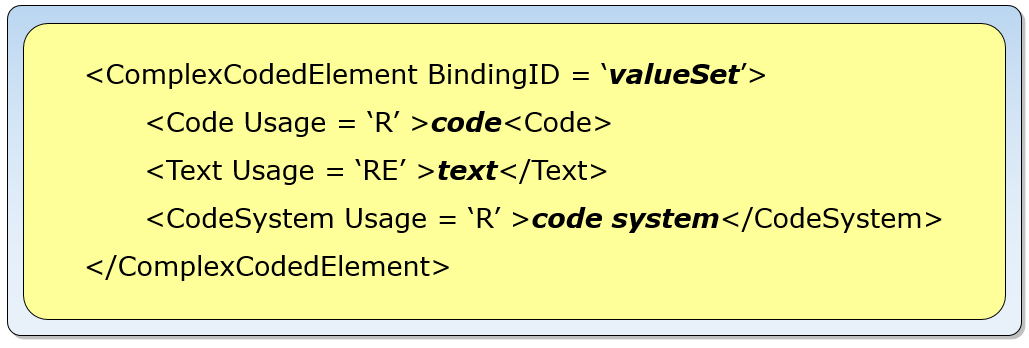 <ComplexCodedElement BindingID = ‘valueSet’>
<Code Usage = ‘R’ >code<Code>
<Text Usage = ‘RE’ >text</Text>
<CodeSystem Usage = ‘R’ >code system</CodeSystem>
</ComplexCodedElement>